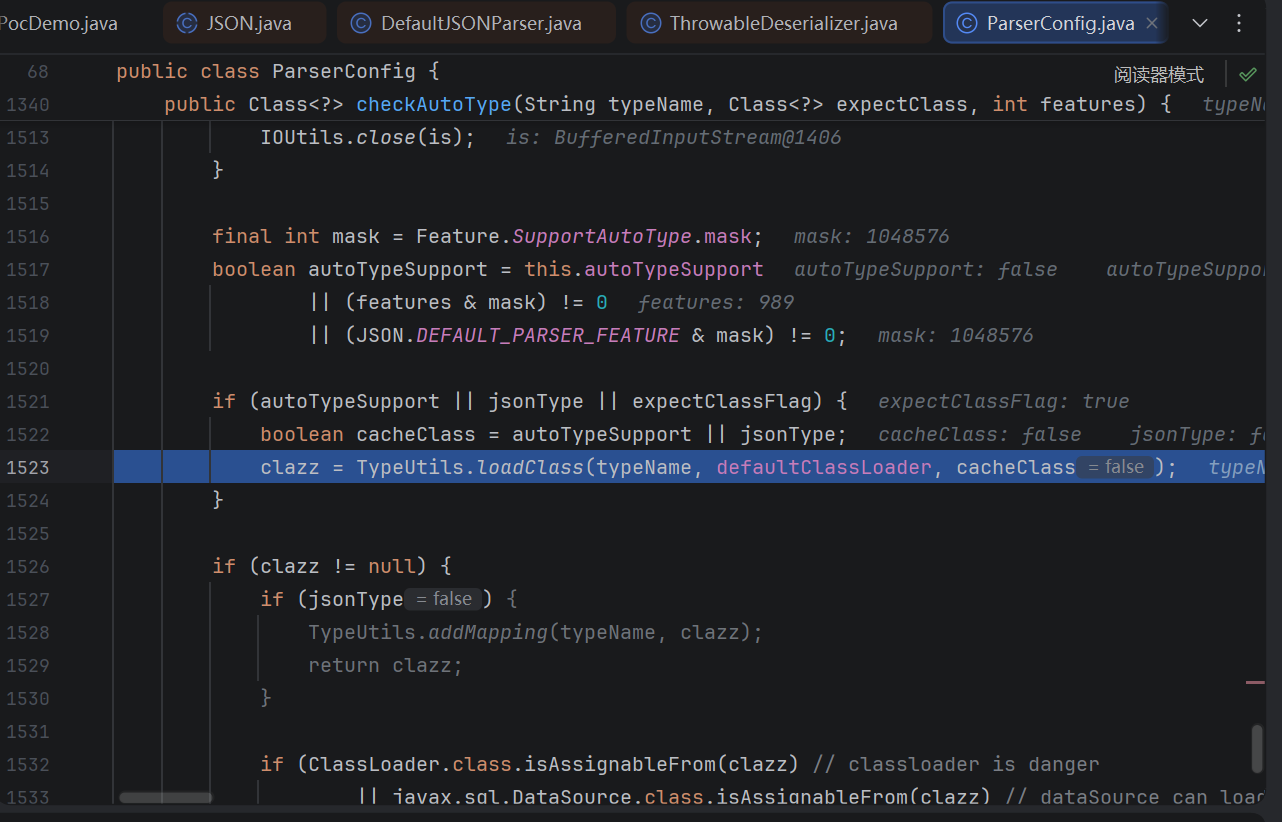 PocDemo.java JSON.java DefaultJSONParser.java ThrowableDeserializer.java ParserConfig.java
68 public class ParserConfig { 阅读器模式
1340 public Class<?> checkAutoType(String typeName, Class<?> expectClass, int features) {
1513 IOUtils.close(is); is: BufferedInputStream@1406
1514 }
1515
1516 final int mask = Feature.SupportAutoType.mask; mask: 1048576
1517 boolean autoTypeSupport = this.autoTypeSupport autoTypeSupport: false
1518 || (features & mask) != 0 features: 989
1519 || (JSON.DEFAULT_PARSER_FEATURE & mask) != 0; mask: 1048576
1520
1521 if (autoTypeSupport || jsonType || expectClassFlag) { expectClassFlag: true
1522 boolean cacheClass = autoTypeSupport || jsonType; cacheClass: false jsonType:
1523 clazz = TypeUtils.loadClass(typeName, defaultClassLoader, cacheClass = false );
1524 }
1525
1526 if (clazz != null) {
1527 if (jsonType = false ) {
1528 TypeUtils.addMapping(typeName, clazz);
1529 return clazz;
1530 }
1531
1532 if (ClassLoader.class.isAssignableFrom(clazz) // classloader is danger
1533 || javax.sql.DataSource.class.isAssignableFrom(clazz) // dataSource can